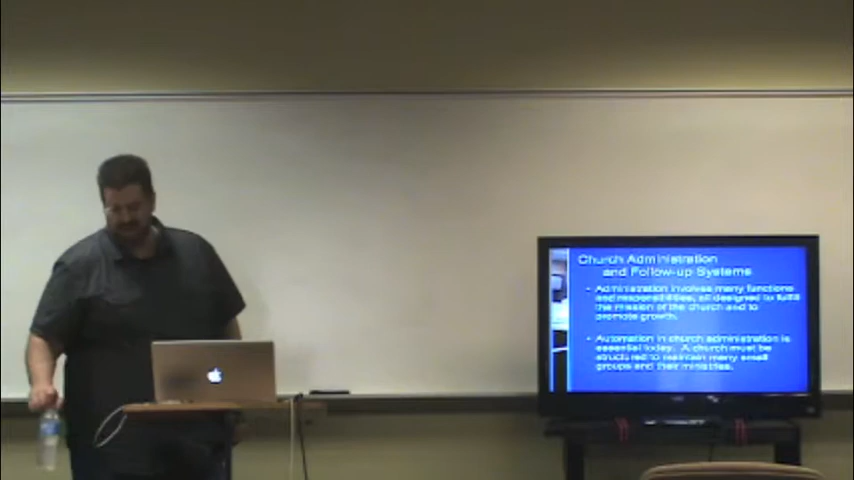 Church Administration
and Follow-up Systems
• Administration involves many functions
and responsibilities, all designed to fulfill
the mission of the church and to
promote growth.
• Automation in church administration is
essential today. A church must be
structured to maintain many small
groups and their ministries.